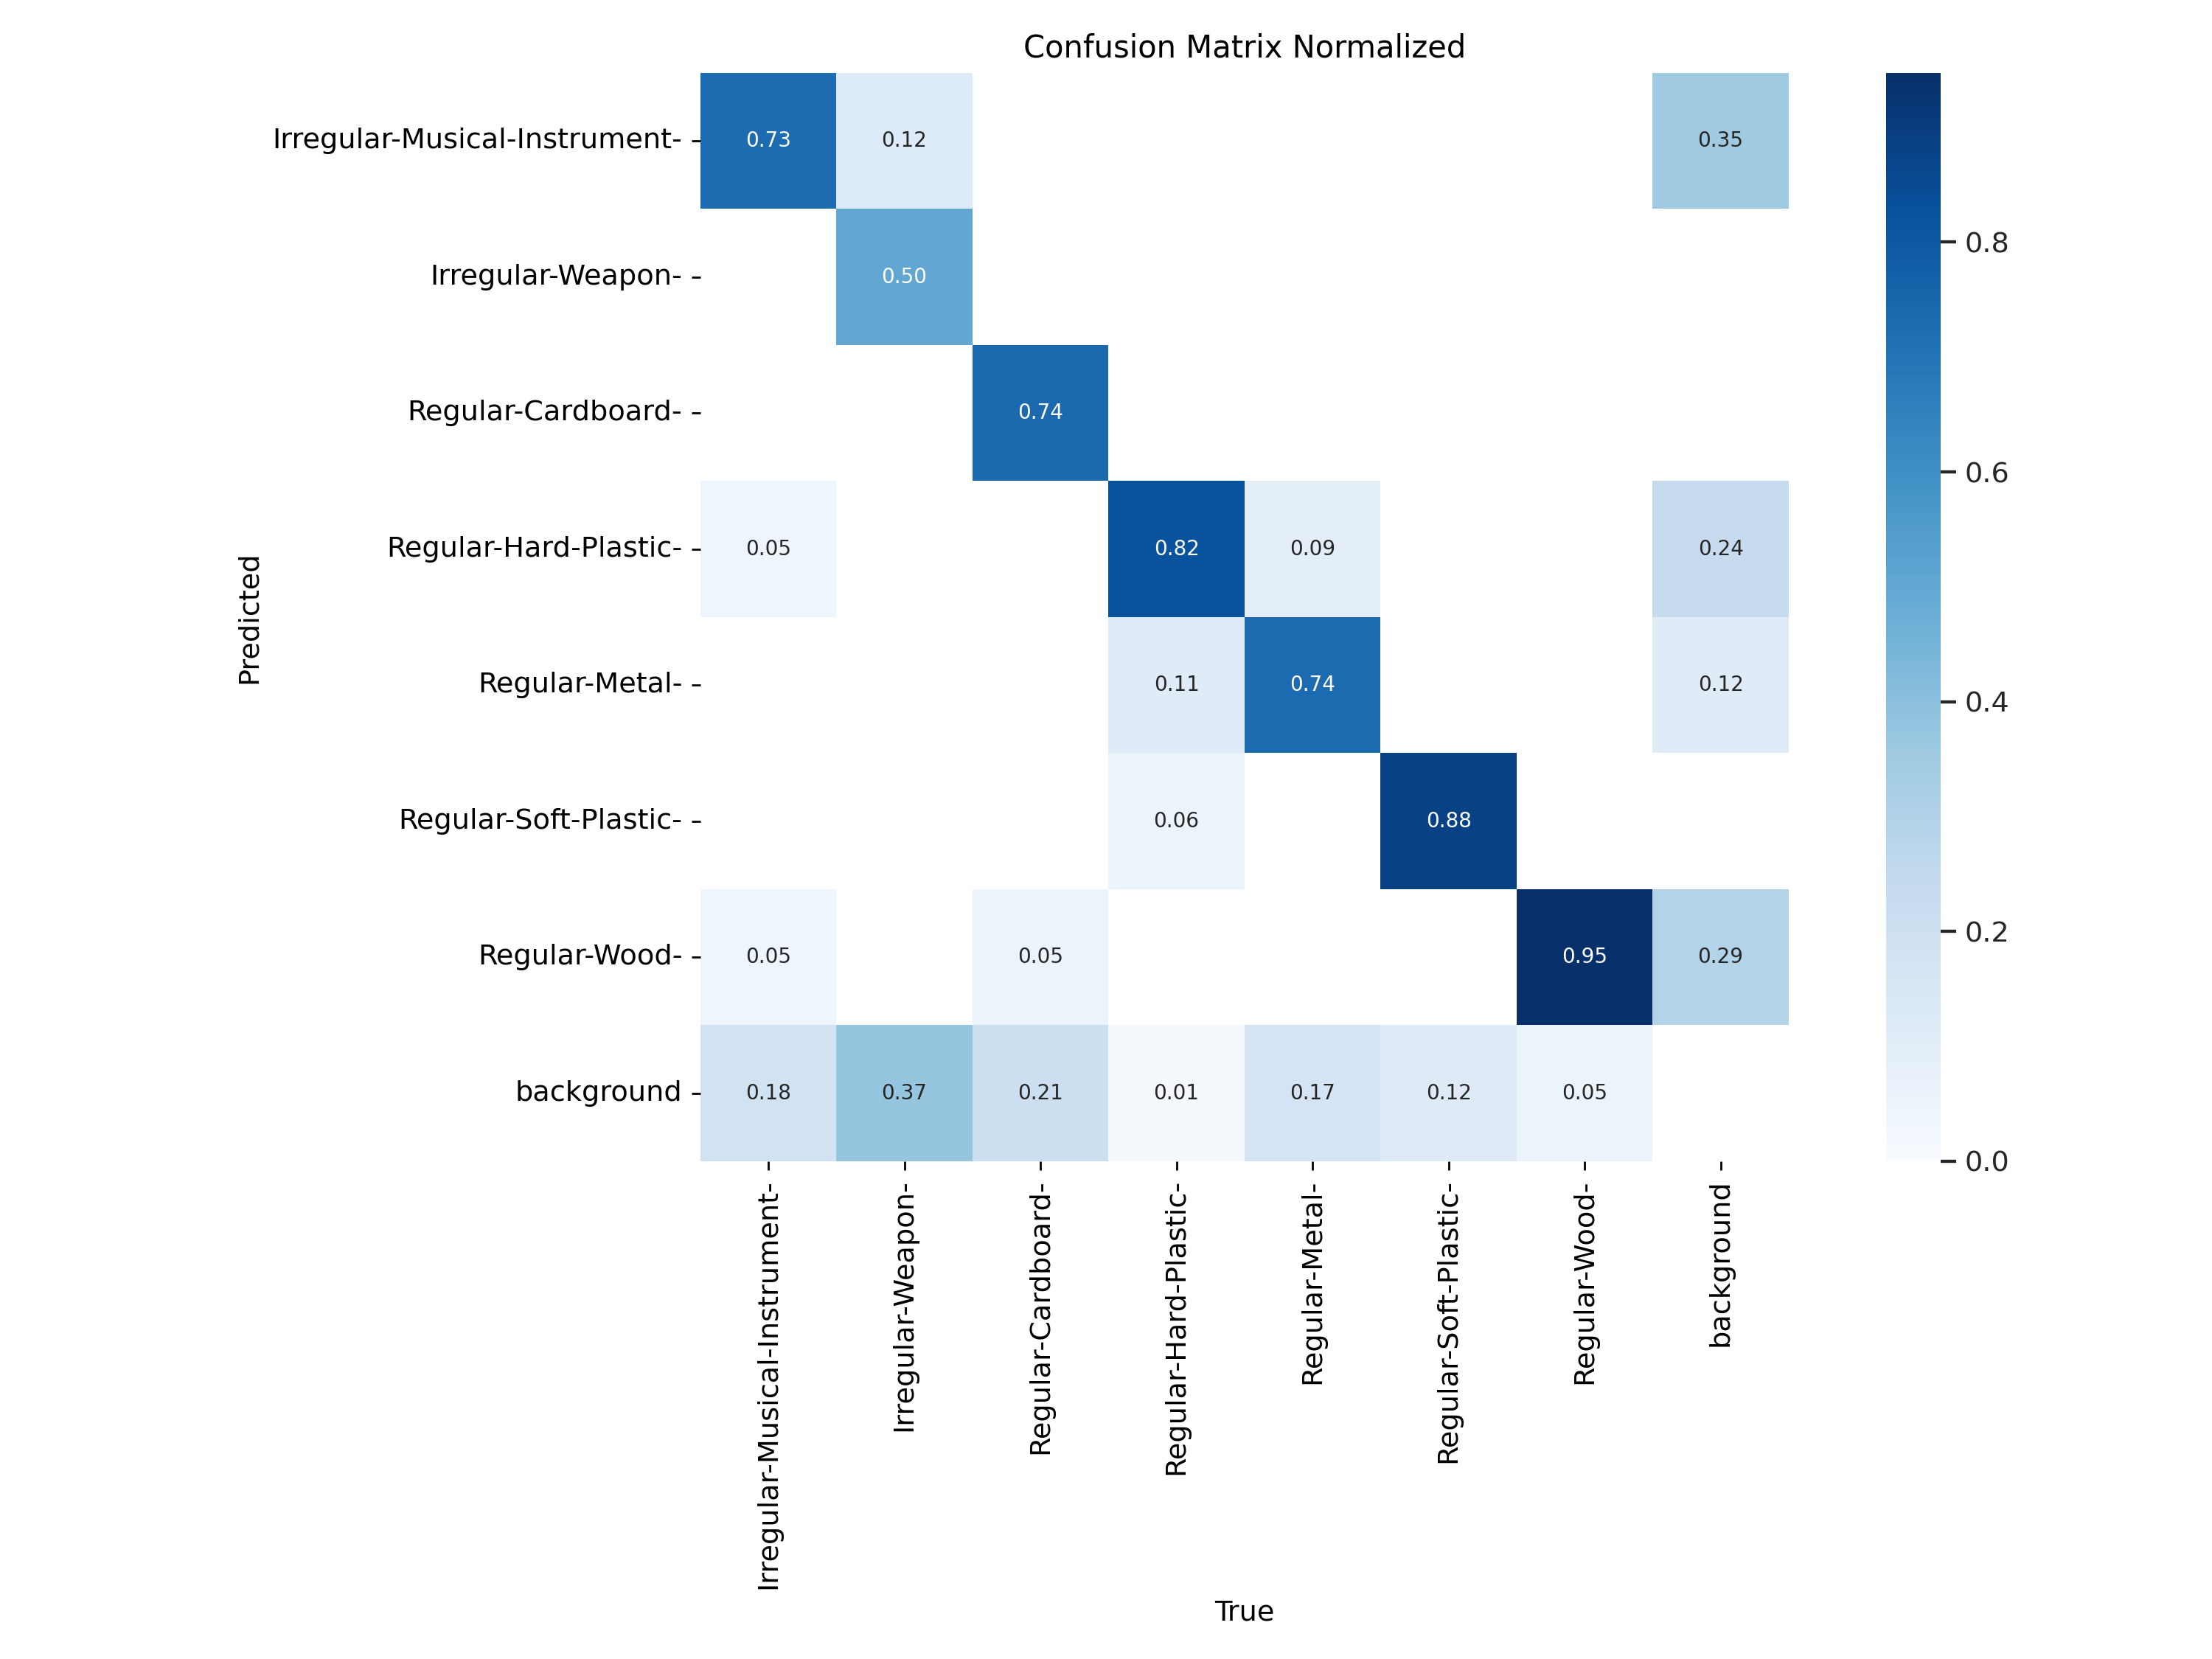 Confusion Matrix Normalized
Irregular-Musical-Instrument-
0.73
0.12
0.35
Irregular-Weapon-
0.50
Regular-Cardboard-
0.74
Regular-Hard-Plastic-
0.05
0.82
0.09
0.24
Regular-Metal-
0.11
0.74
0.12
Regular-Soft-Plastic-
0.06
0.88
Regular-Wood-
0.05
0.05
0.95
0.29
background
0.18
0.37
0.21
0.01
0.17
0.12
0.05
Predicted
Irregular-Musical-Instrument-
Irregular-Weapon-
Regular-Cardboard-
Regular-Hard-Plastic-
Regular-Metal-
Regular-Soft-Plastic-
Regular-Wood-
background
True
0.8
0.6
0.4
0.2
0.0